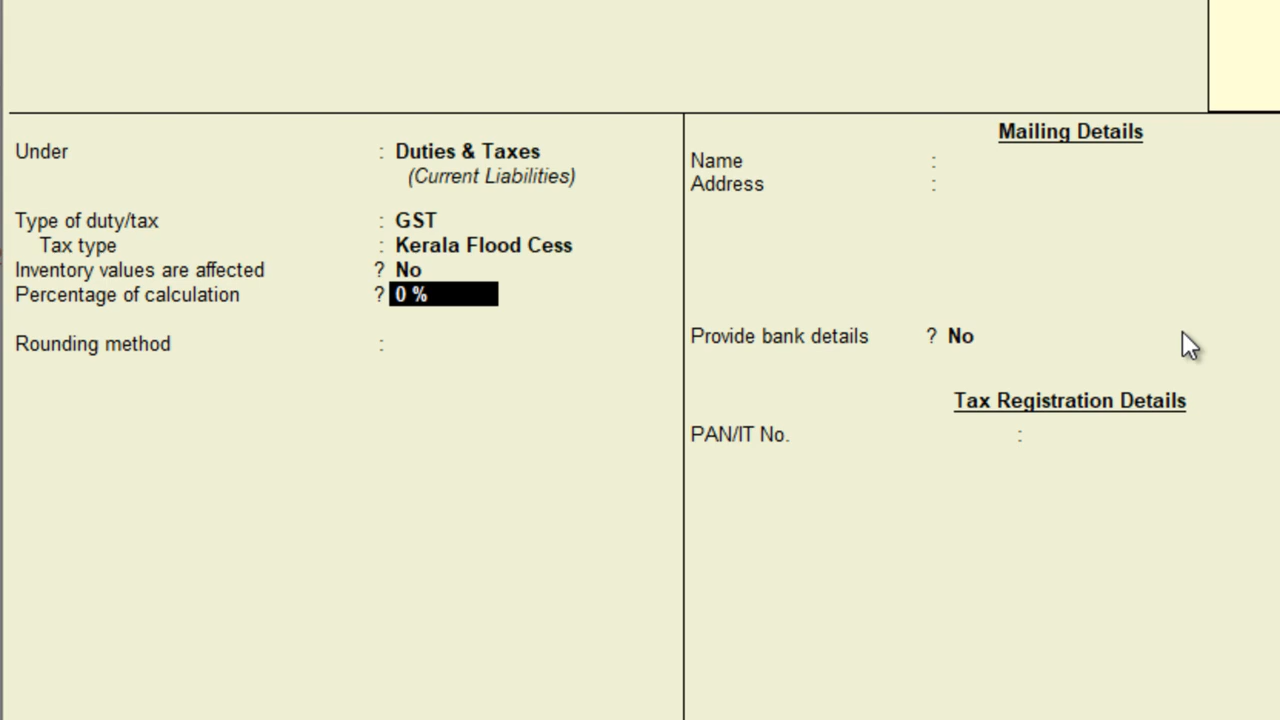 Under : Duties & Taxes
(Current Liabilities)
Type of duty/tax : GST
Tax type : Kerala Flood Cess
Inventory values are affected ? No
Percentage of calculation ? 0 %
Rounding method :
Mailing Details
Name :
Address :
Provide bank details ? No
Tax Registration Details
PAN/IT No. :